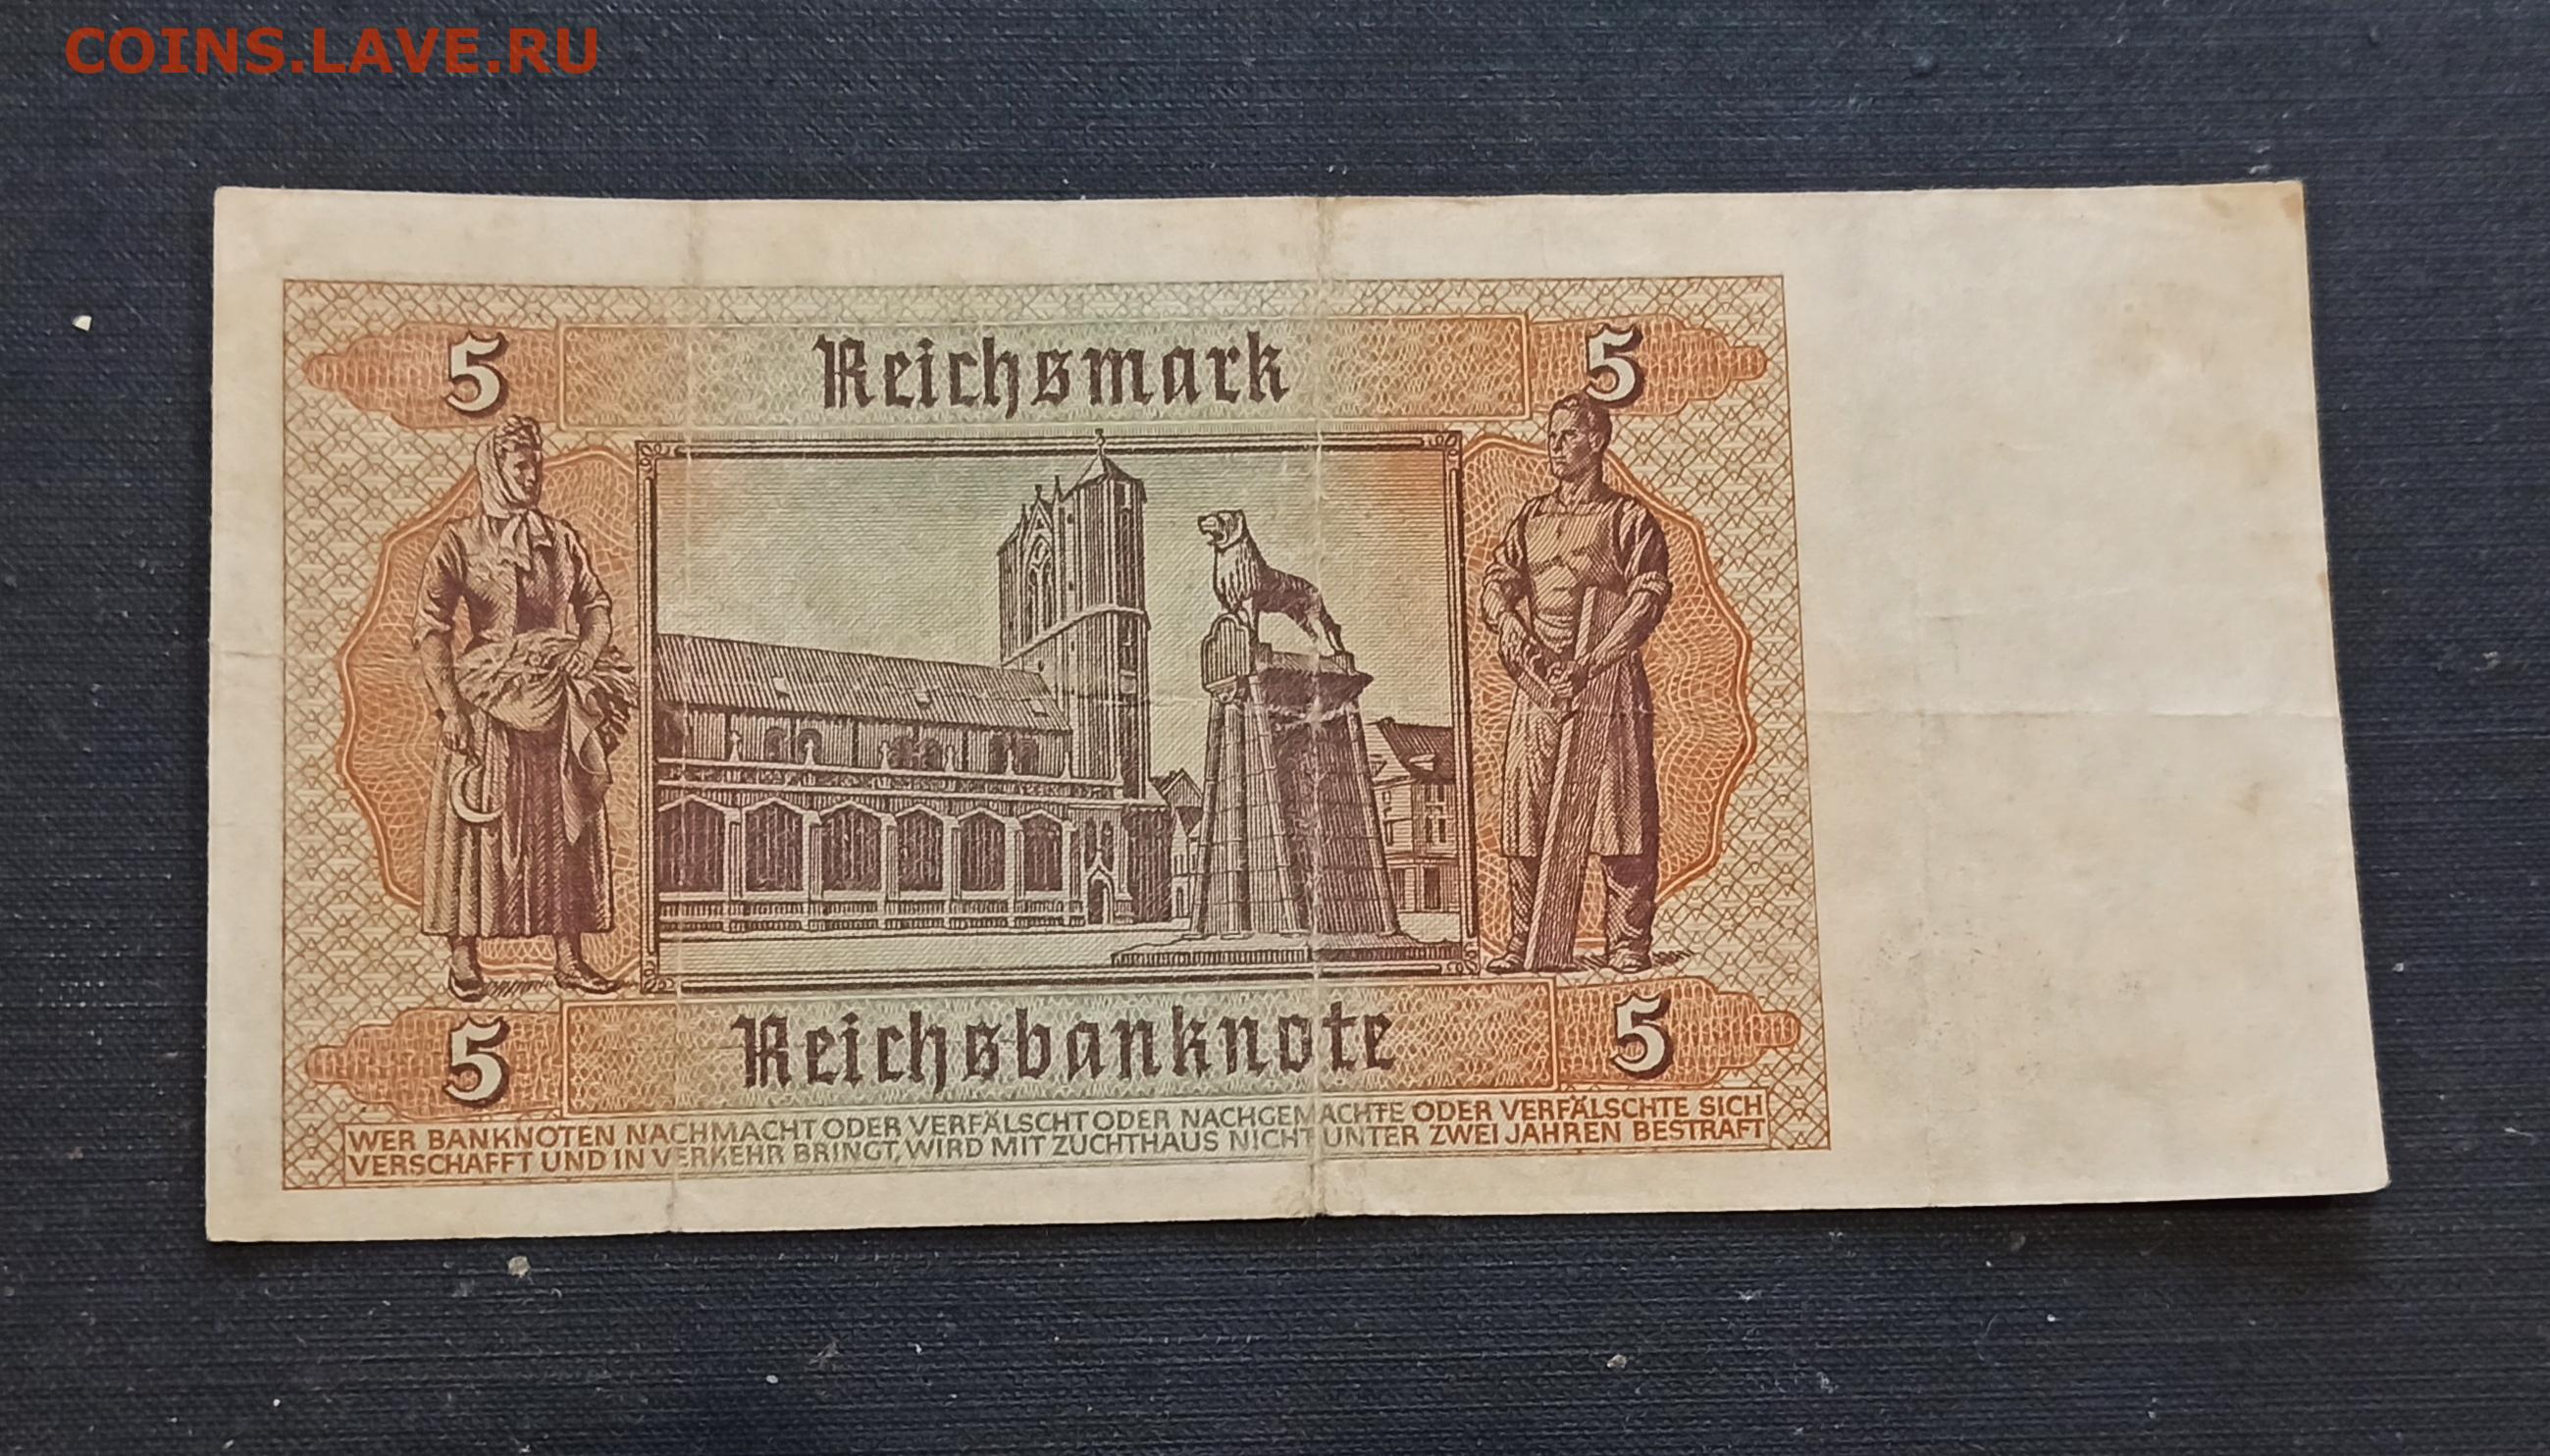 COINS.LAVE.RU
5 Reichsmark 5
5 Reichsbanknote 5
WER BANKNOTEN NACHMACHT ODER VERFÄLSCHT ODER NACHGEMACHTE ODER VERFÄLSCHTE SICH
VERSCHAFFT UND IN VERKEHR BRINGT, WIRD MIT ZUCHTHAUS NICHT UNTER ZWEI JAHREN BESTRAFT